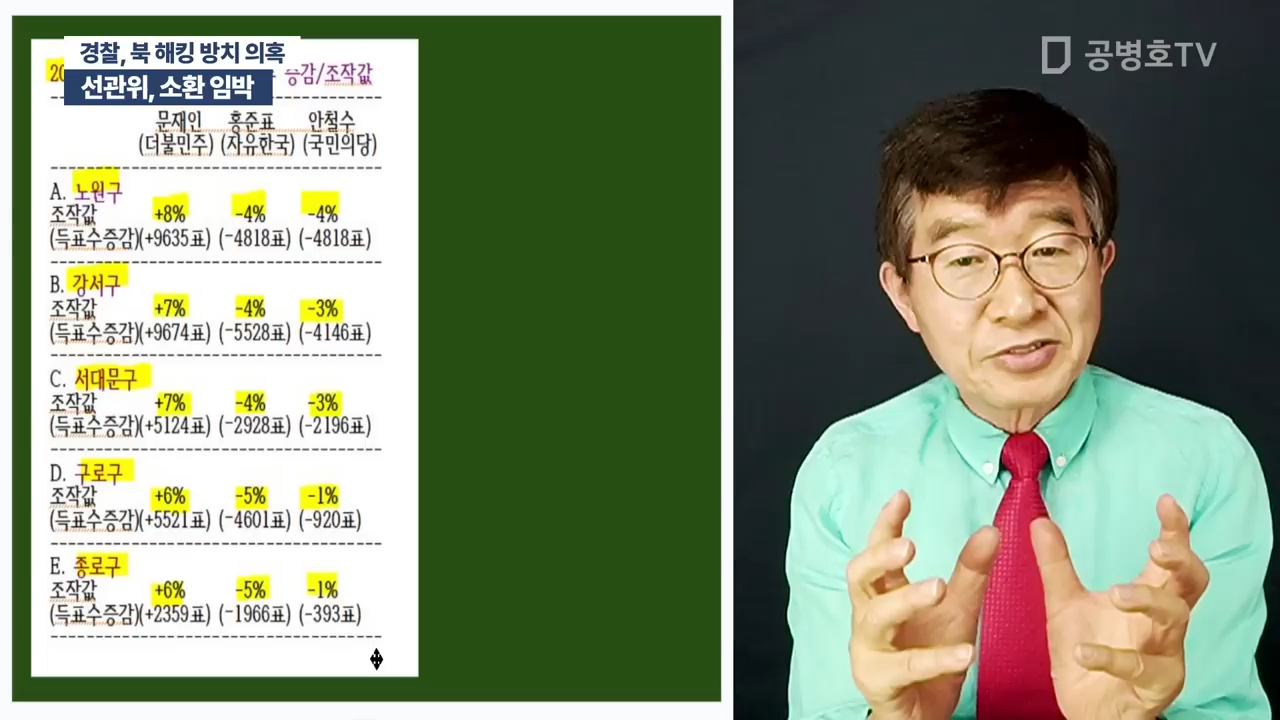 경찰, 북 해킹 방치 의혹
선관위, 소환 임박
20
증감/조작값
문재인 홍준표 안철수
(더불민주) (자유한국) (국민의당)
A. 노원구
조작값 +8% -4% -4%
(득표수증감)(+9635표) (-4818표) (-4818표)
B. 강서구
조작값 +7% -4% -3%
(득표수증감)(+9674표) (-5528표) (-4146표)
C. 서대문구
조작값 +7% -4% -3%
(득표수증감)(+5124표) (-2928표) (-2196표)
D. 구로구
조작값 +6% -5% -1%
(득표수증감)(+5521표) (-4601표) (-920표)
E. 종로구
조작값 +6% -5% -1%
(득표수증감)(+2359표) (-1966표) (-393표)
공병호TV